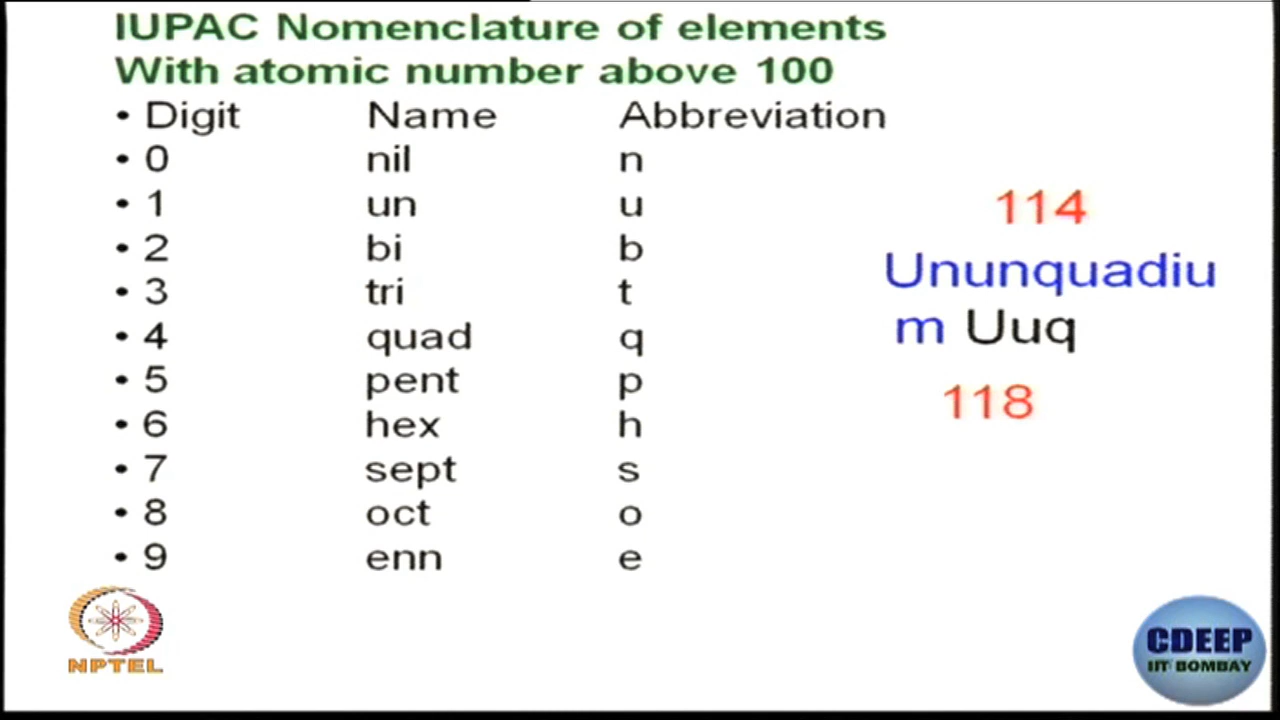 IUPAC Nomenclature of elements
With atomic number above 100
• Digit Name Abbreviation
• 0 nil n
• 1 un u
• 2 bi b
• 3 tri t
• 4 quad q
• 5 pent p
• 6 hex h
• 7 sept s
• 8 oct o
• 9 enn e
114
Ununquadiu
m Uuq
118
NPTEL
CDEEP
IIT BOMBAY